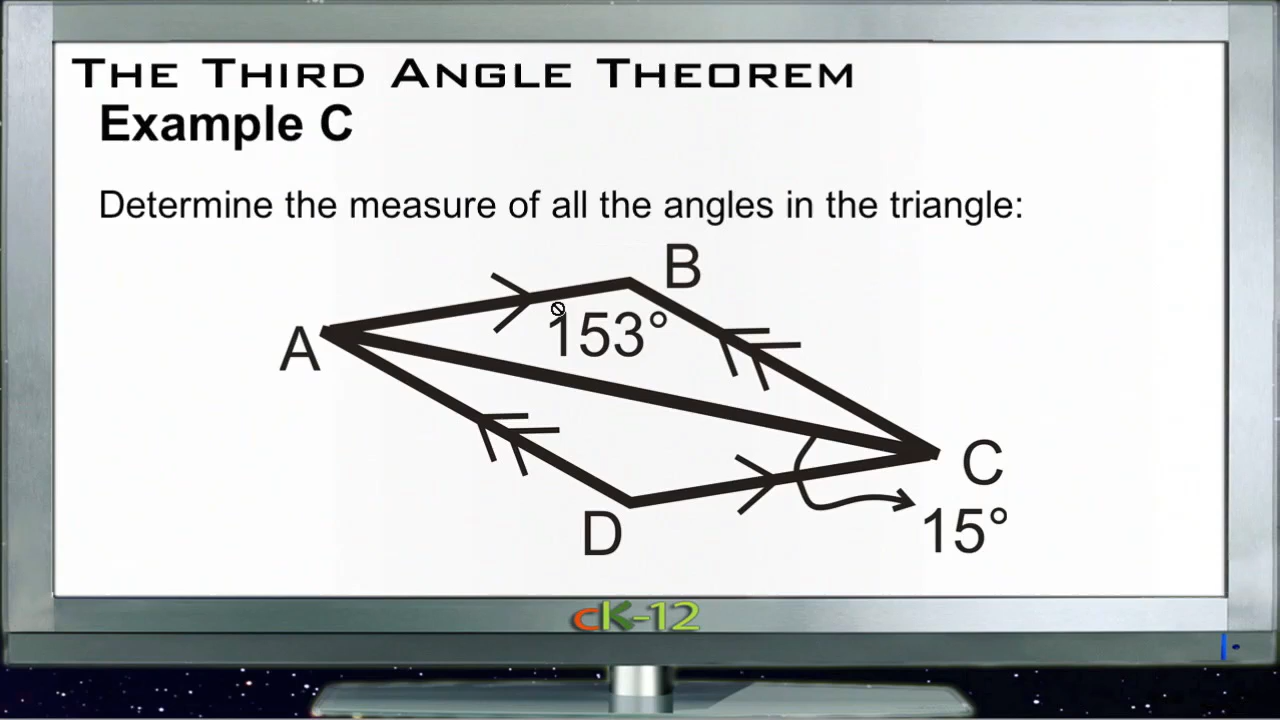 THE THIRD ANGLE THEOREM
Example C
Determine the measure of all the angles in the triangle:
B
153°
A
C
15°
D
cK-12